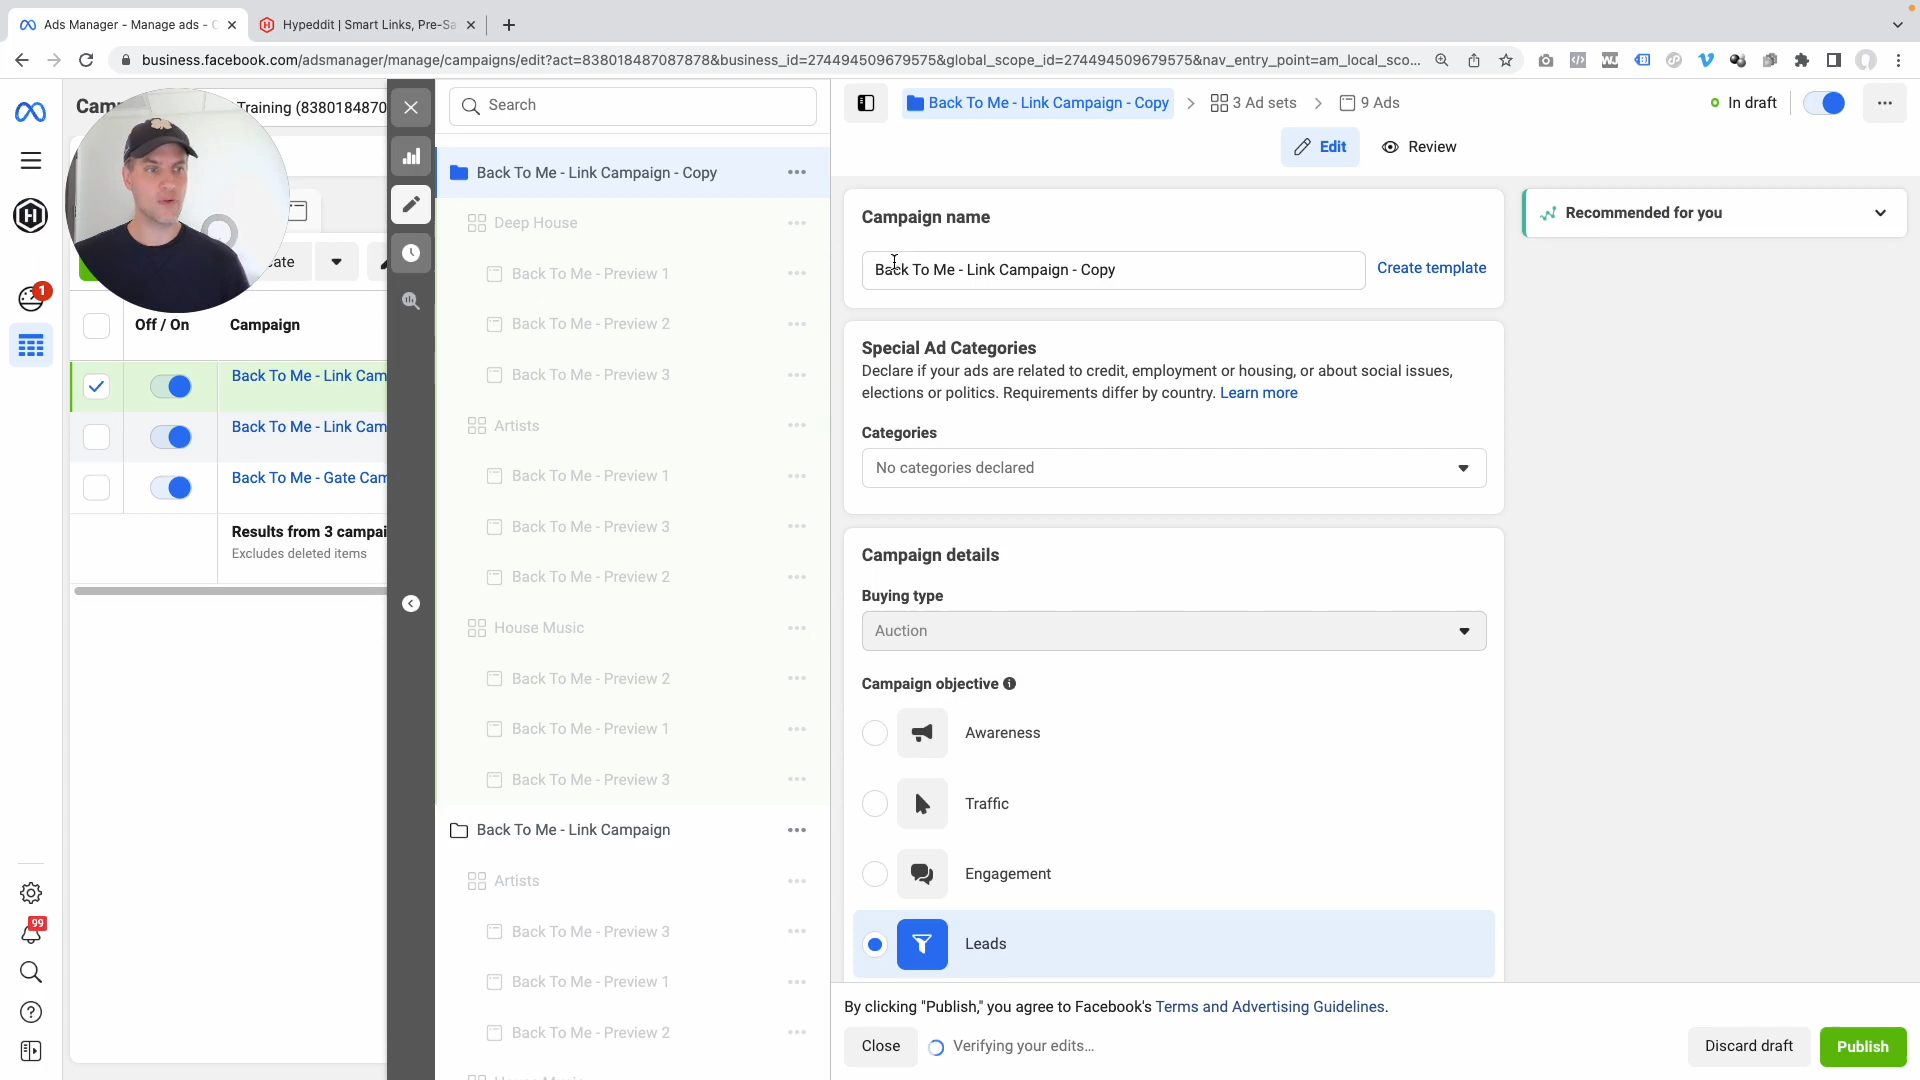 Ads Manager - Manage ads - C
Hypeddit | Smart Links, Pre-Sa
business.facebook.com/adsmanager/manage/campaigns/edit?act=838018487087878&business_id=274494509679575&global_scope_id=274494509679575&nav_entry_point=am_local_sco...
Training (8380184870
Search
Back To Me - Link Campaign - Copy
3 Ad sets
9 Ads
In draft
Edit
Review
Back To Me - Link Campaign - Copy
Deep House
Back To Me - Preview 1
Back To Me - Preview 2
Back To Me - Preview 3
Artists
Back To Me - Preview 1
Back To Me - Preview 3
Back To Me - Preview 2
House Music
Back To Me - Preview 2
Back To Me - Preview 1
Back To Me - Preview 3
Back To Me - Link Campaign
Artists
Back To Me - Preview 3
Back To Me - Preview 1
Back To Me - Preview 2
1
99
Off / On
Campaign
Back To Me - Link Cam
Back To Me - Link Cam
Back To Me - Gate Cam
Results from 3 campai
Excludes deleted items
Campaign name
Back To Me - Link Campaign - Copy
Create template
Recommended for you
Special Ad Categories
Declare if your ads are related to credit, employment or housing, or about social issues,
elections or politics. Requirements differ by country. Learn more
Categories
No categories declared
Campaign details
Buying type
Auction
Campaign objective
Awareness
Traffic
Engagement
Leads
By clicking "Publish," you agree to Facebook's Terms and Advertising Guidelines.
Close
Verifying your edits...
Discard draft
Publish